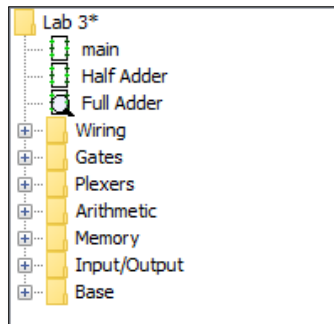 Lab 3*
main
Half Adder
Full Adder
Wiring
Gates
Plexers
Arithmetic
Memory
Input/Output
Base